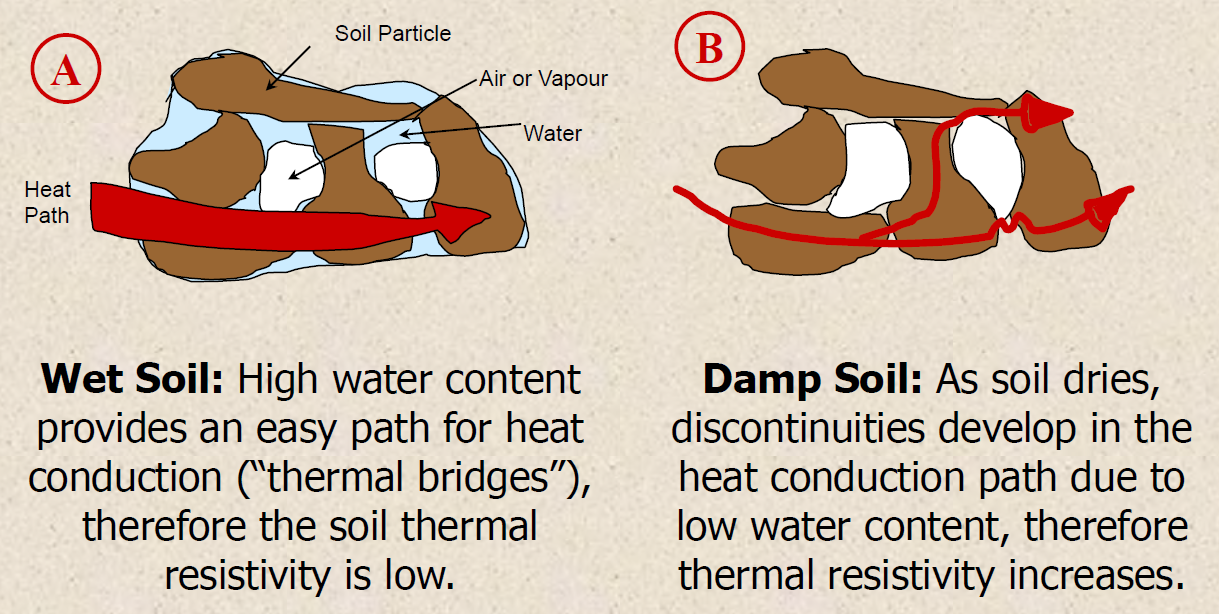 A
Soil Particle
Air or Vapour
Water
Heat
Path
Wet Soil: High water content
provides an easy path for heat
conduction (“thermal bridges”),
therefore the soil thermal
resistivity is low.
B
Damp Soil: As soil dries,
discontinuities develop in the
heat conduction path due to
low water content, therefore
thermal resistivity increases.